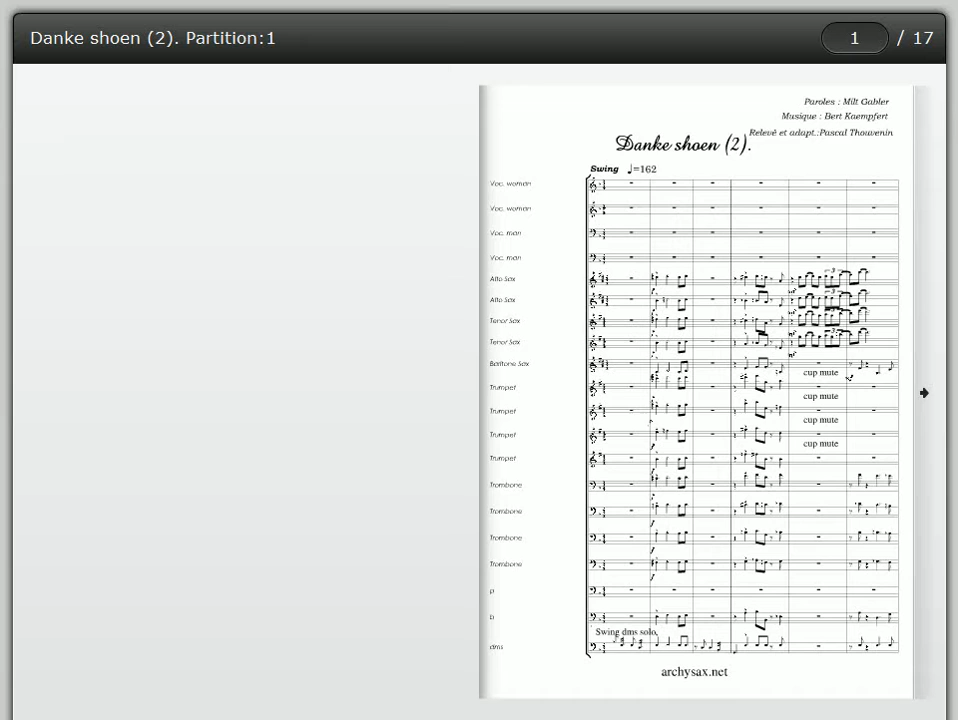 Danke shoen (2). Partition:1
1 / 17
Paroles : Milt Gabler
Musique : Bert Kaempfert
Relevé et adapt.:Pascal Thouvenin
Danke shoen (2).
Swing ♩=162
Voc. woman
Voc. woman
Voc. man
Voc. man
Alto Sax
Alto Sax
Tenor Sax
Tenor Sax
Baritone Sax
cup mute
Trumpet
cup mute
Trumpet
cup mute
Trumpet
cup mute
Trumpet
Trombone
Trombone
Trombone
Trombone
p
b
Swing dms solo
dms
archysax.net